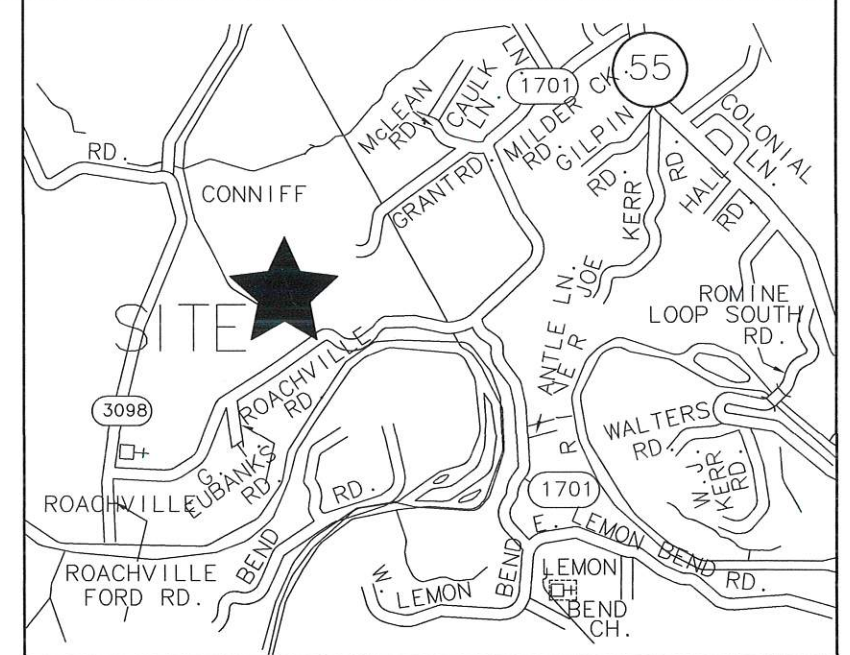 RD.
CONNIFF
McLEAN
RD.
CAULK
LN.
LN.
1701
MILDER CK.
RD.
55
GILPIN
RD.
GRANT RD.
COLONIAL
LN.
HALL
RD.
JOE KERR RD.
ANTLE LN.
RIVER
ROMINE
LOOP SOUTH
RD.
SITE
3098
ROACHVILLE
RD
G. T.
EUBANKS
RD.
ROACHVILLE
ROACHVILLE
FORD RD.
BEND
RD.
W. LEMON BEND
1701
E. LEMON BEND RD.
LEMON
BEND
CH.
WALTERS
RD.
W. J.
KERR
RD.